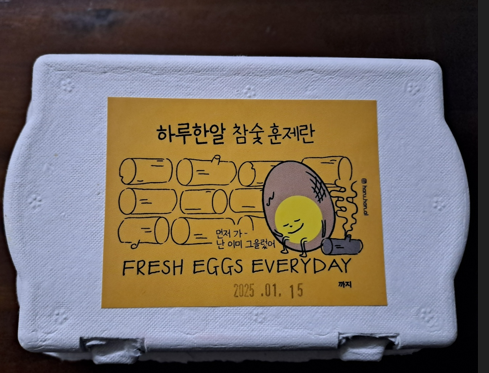 하루한알 참숯 훈제란
먼저 가~
난 이미 그을렸어
FRESH EGGS EVERYDAY
2025.01.15
까지